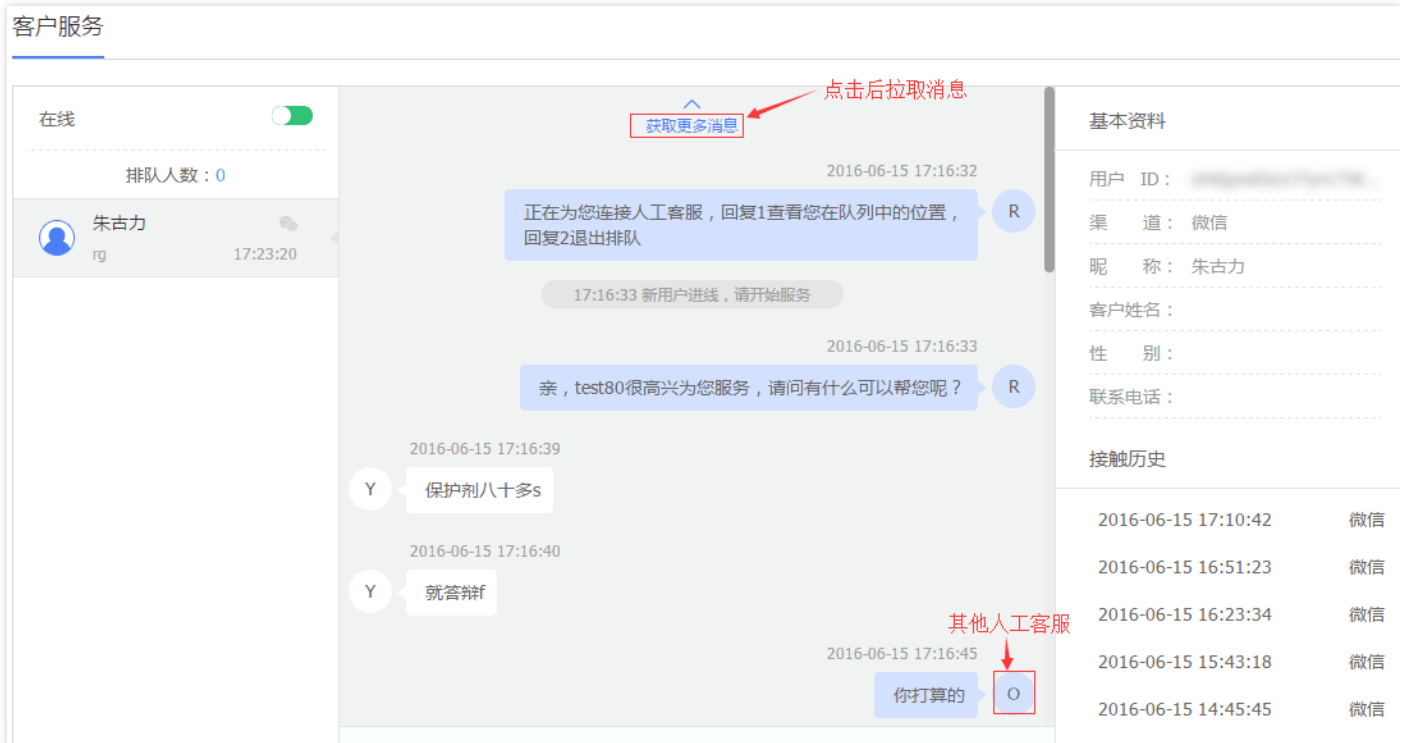 客户服务
在线
排队人数：0
朱古力
rg 17:23:20
点击后拉取消息
获取更多消息
2016-06-15 17:16:32
正在为您连接人工客服，回复1查看您在队列中的位置，
回复2退出排队
R
17:16:33 新用户进线，请开始服务
2016-06-15 17:16:33
亲，test80很高兴为您服务，请问有什么可以帮您呢？
R
2016-06-15 17:16:39
Y
保护剂八十多s
2016-06-15 17:16:40
Y
就答辩f
其他人工客服
2016-06-15 17:16:45
你打算的
O
基本资料
用户 ID：
渠 道： 微信
昵 称： 朱古力
客户姓名：
性 别：
联系电话：
接触历史
2016-06-15 17:10:42 微信
2016-06-15 16:51:23 微信
2016-06-15 16:23:34 微信
2016-06-15 15:43:18 微信
2016-06-15 14:45:45 微信